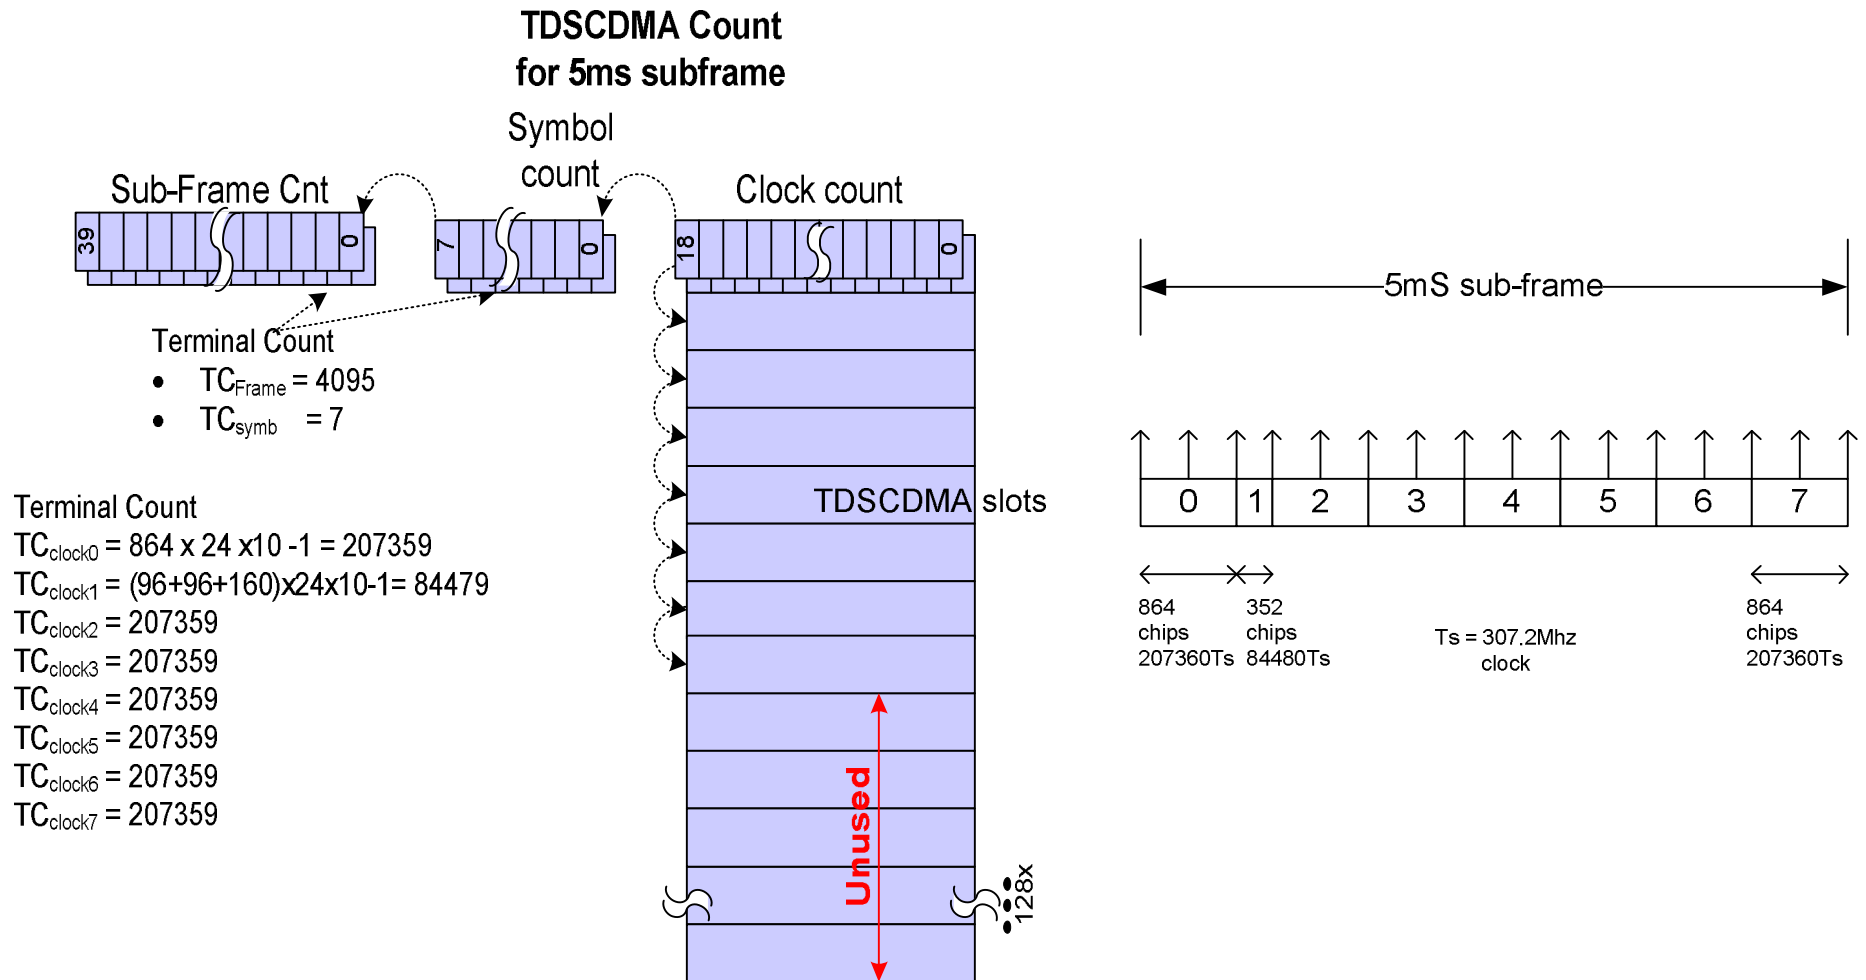 TDSCDMA Count
for 5ms subframe
Symbol
count
Sub-Frame Cnt
Clock count
39
0
7
0
18
0
Terminal Count
• TCFrame = 4095
• TCsymb = 7
Terminal Count
TCclock0 = 864 x 24 x10 -1 = 207359
TCclock1 = (96+96+160)x24x10-1= 84479
TCclock2 = 207359
TCclock3 = 207359
TCclock4 = 207359
TCclock5 = 207359
TCclock6 = 207359
TCclock7 = 207359
TDSCDMA slots
Unused
128x
5mS sub-frame
0 1 2 3 4 5 6 7
864
chips
207360Ts
352
chips
84480Ts
Ts = 307.2Mhz
clock
864
chips
207360Ts